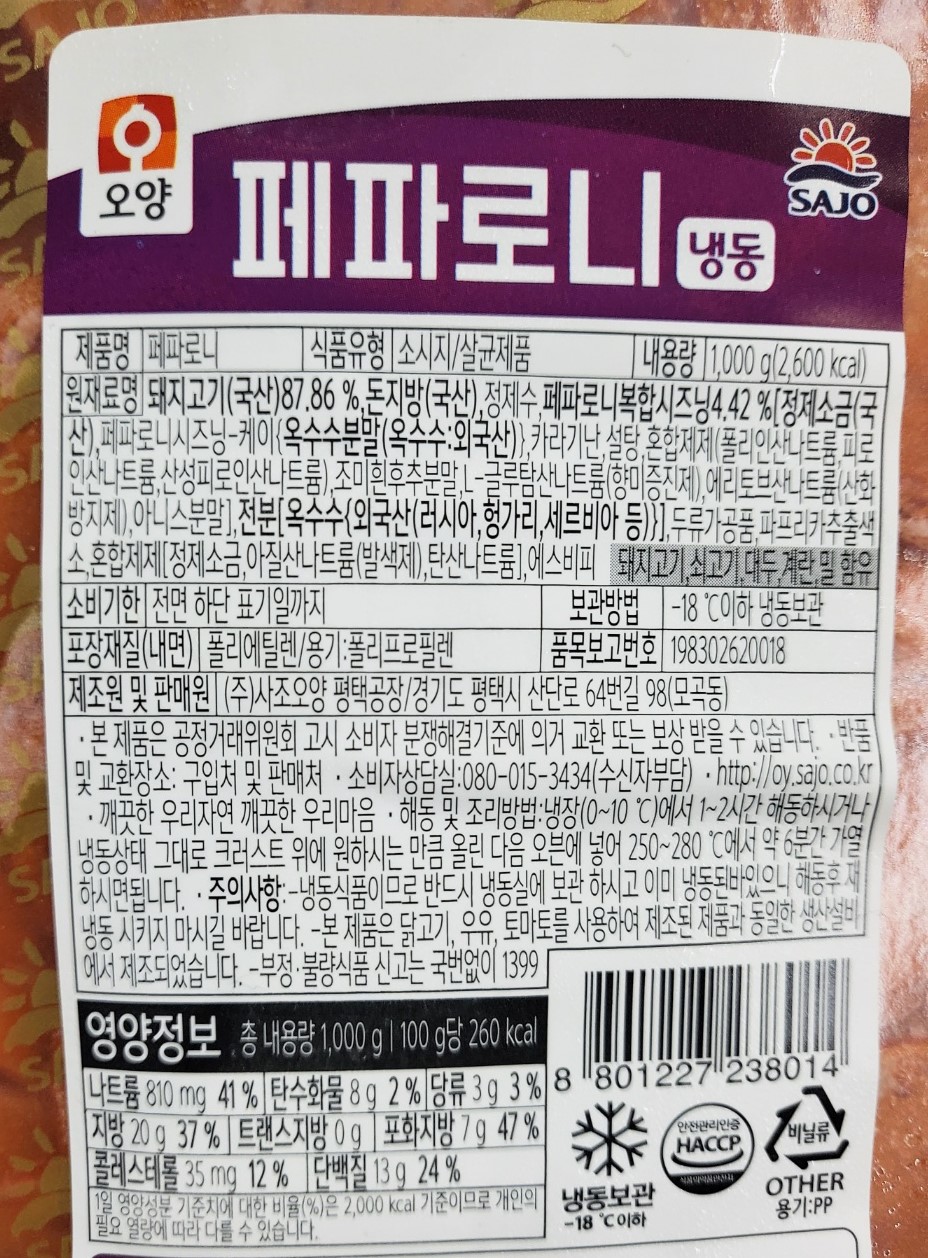 오양
페파로니 냉동
SAJO
제품명 페파로니 식품유형 소시지/살균제품 내용량 1,000 g(2,600 kcal)
원재료명 돼지고기(국산)87.86 %,돈지방(국산),정제수,페파로니복합시즈닝4.42 %[정제소금(국
산),페파로니시즈닝-케이{옥수수분말(옥수수:외국산)},카라기난,설탕,혼합제제(폴리인산나트륨,피로
인산나트륨,산성피로인산나트륨),조미흰후추분말,L-글루탐산나트륨(향미증진제),에리토브산나트륨(산화
방지제),아니스분말],전분[옥수수{외국산(러시아,헝가리,세르비아 등)}],두류가공품,파프리카추출색
소,혼합제제[정제소금,아질산나트륨(발색제),탄산나트륨],에스비피 돼지고기,쇠고기,대두,계란,밀 함유
소비기한 전면 하단 표기일까지 보관방법 -18 ℃이하 냉동보관
포장재질(내면) 폴리에틸렌/용기:폴리프로필렌 품목보고번호 198302620018
제조원 및 판매원 (주)사조오양 평택공장/경기도 평택시 산단로 64번길 98(모곡동)
·본 제품은 공정거래위원회 고시 소비자 분쟁해결기준에 의거 교환 또는 보상 받을 수 있습니다. ·반품
및 교환장소: 구입처 및 판매처 ·소비자상담실:080-015-3434(수신자부담) ·http://oy.sajo.co.kr
·깨끗한 우리자연 깨끗한 우리마음 ·해동 및 조리방법:냉장(0~10 ℃)에서 1~2시간 해동하시거나
냉동상태 그대로 크러스트 위에 원하시는 만큼 올린 다음 오븐에 넣어 250~280 ℃에서 약 6분간 가열
하시면됩니다. ·주의사항:-냉동식품이므로 반드시 냉동실에 보관 하시고 이미 냉동된바있으니 해동후 재
냉동 시키지 마시길 바랍니다. -본 제품은 닭고기, 우유, 토마토를 사용하여 제조된 제품과 동일한 생산설비
에서 제조되었습니다. -부정·불량식품 신고는 국번없이 1399
영양정보 총 내용량 1,000 g | 100 g당 260 kcal
나트륨 810 mg 41 % 탄수화물 8 g 2 % 당류 3 g 3 %
지방 20 g 37 % 트랜스지방 0 g 포화지방 7 g 47 %
콜레스테롤 35 mg 12 % 단백질 13 g 24 %
1일 영양성분 기준치에 대한 비율(%)은 2,000 kcal 기준이므로 개인의
필요 열량에 따라 다를 수 있습니다.
8 801227 238014
냉동보관
-18 ℃이하
안전관리인증
HACCP
비닐류
OTHER
용기:PP